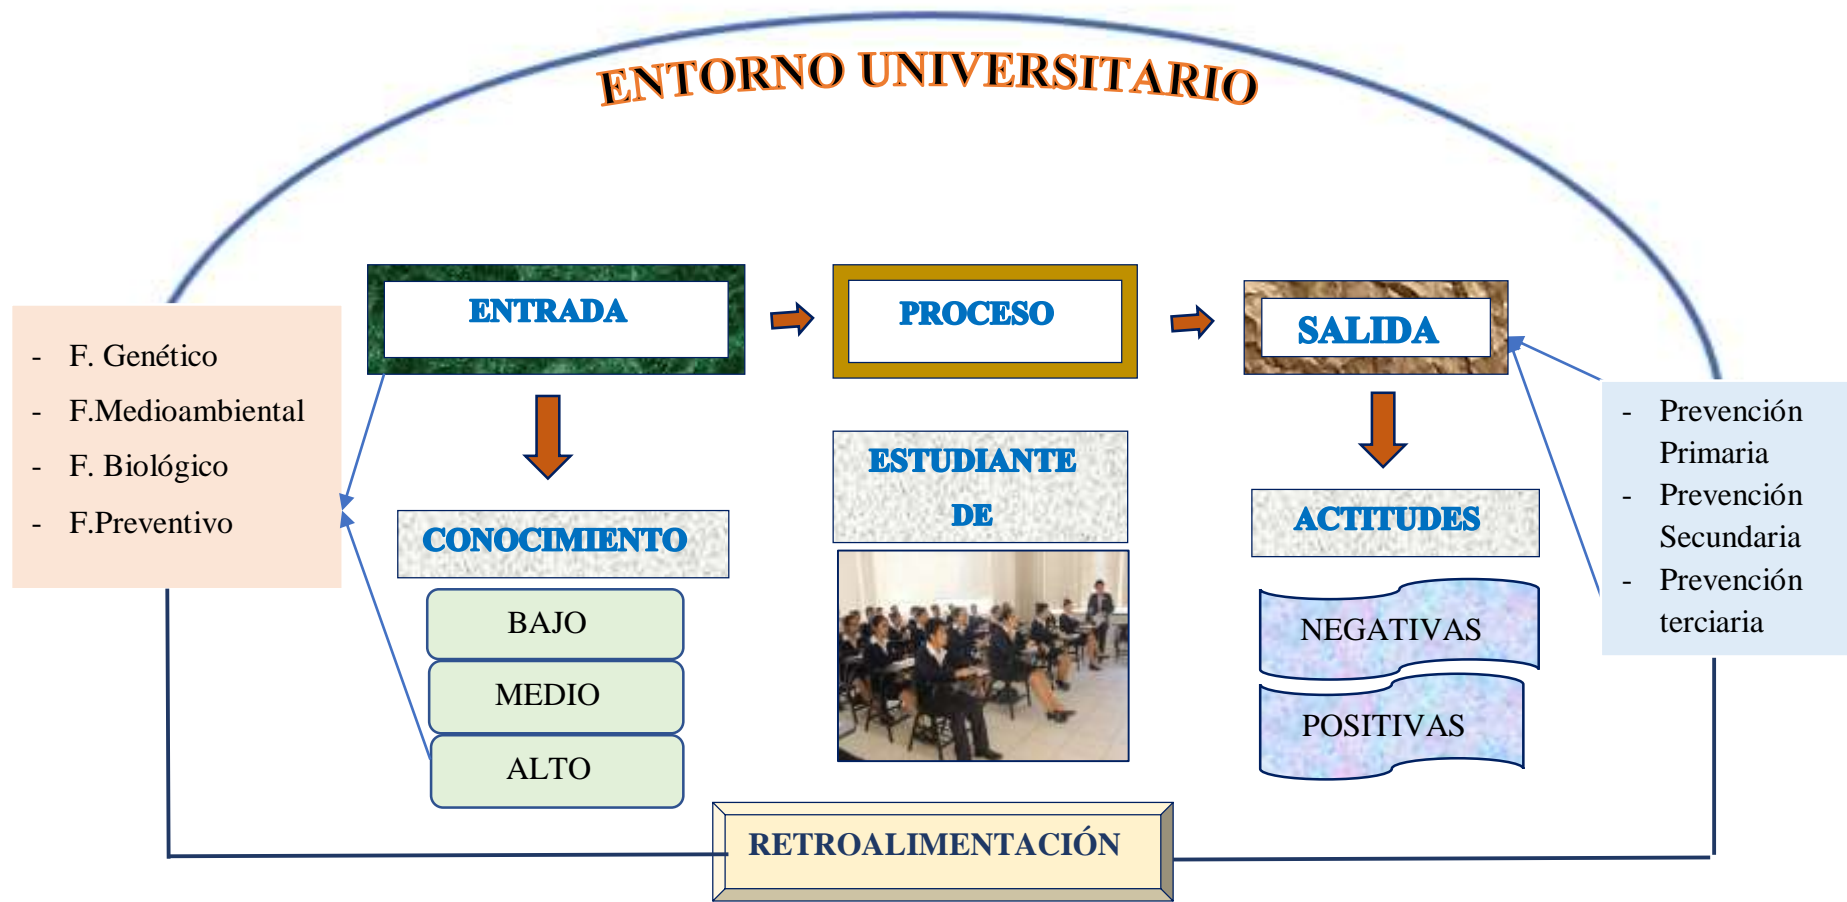 ENTORNO UNIVERSITARIO
ENTRADA
PROCESO
SALIDA
- F. Genético
- F.Medioambiental
- F. Biológico
- F.Preventivo
- Prevención
Primaria
- Prevención
Secundaria
- Prevención
terciaria
CONOCIMIENTO
BAJO
MEDIO
ALTO
ESTUDIANTE
DE
ACTITUDES
NEGATIVAS
POSITIVAS
RETROALIMENTACIÓN